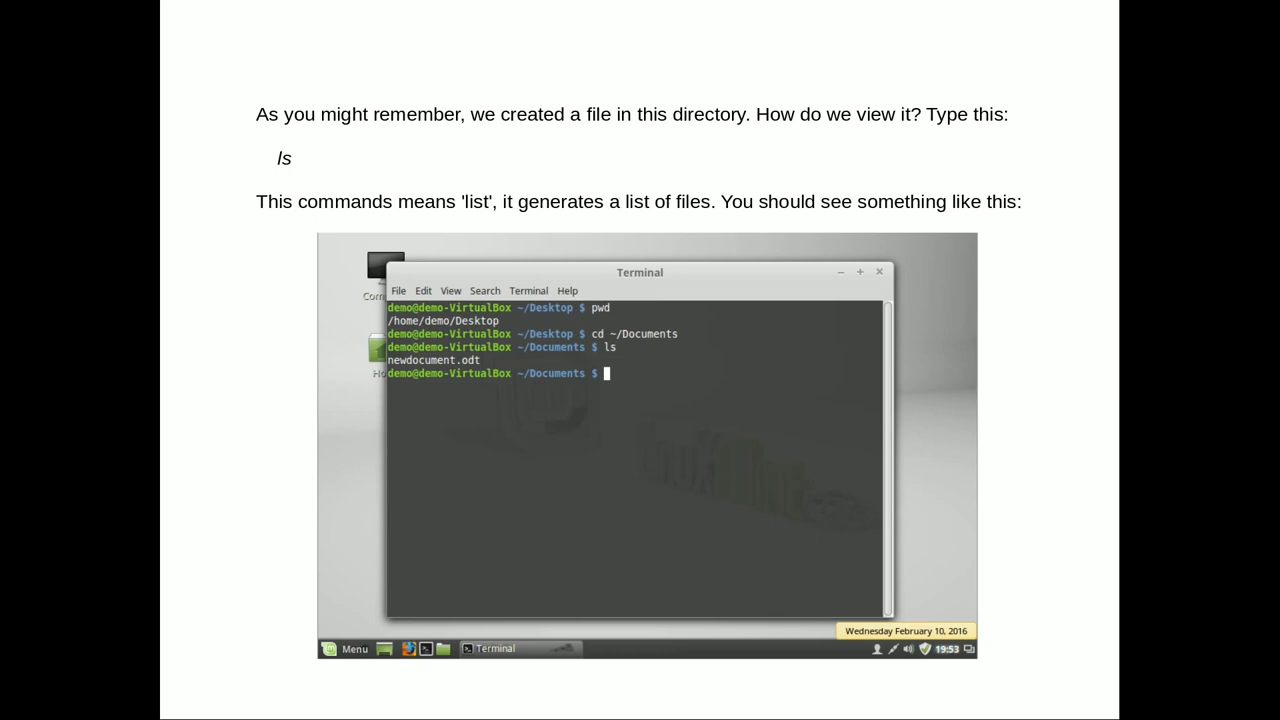 As you might remember, we created a file in this directory. How do we view it? Type this:
ls
This commands means 'list', it generates a list of files. You should see something like this:
Terminal
File Edit View Search Terminal Help
demo@demo-VirtualBox ~/Desktop $ pwd
/home/demo/Desktop
demo@demo-VirtualBox ~/Desktop $ cd ~/Documents
demo@demo-VirtualBox ~/Documents $ ls
newdocument.odt
demo@demo-VirtualBox ~/Documents $
Wednesday February 10, 2016
Menu Terminal 19:53